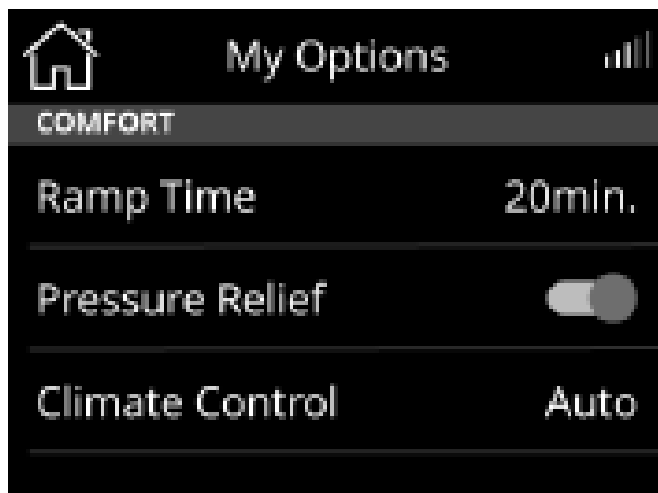 My Options
COMFORT
Ramp Time 20min.
Pressure Relief
Climate Control Auto